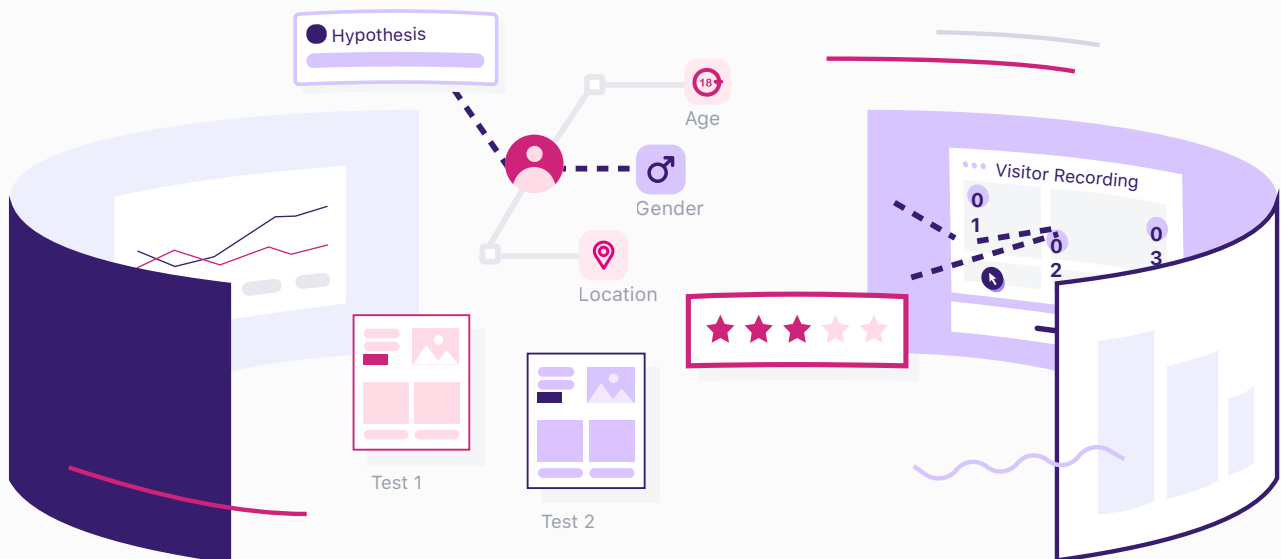 Hypothesis
18
Age
Gender
Location
Visitor Recording
0
1
0
2
0
3
Test 1
Test 2